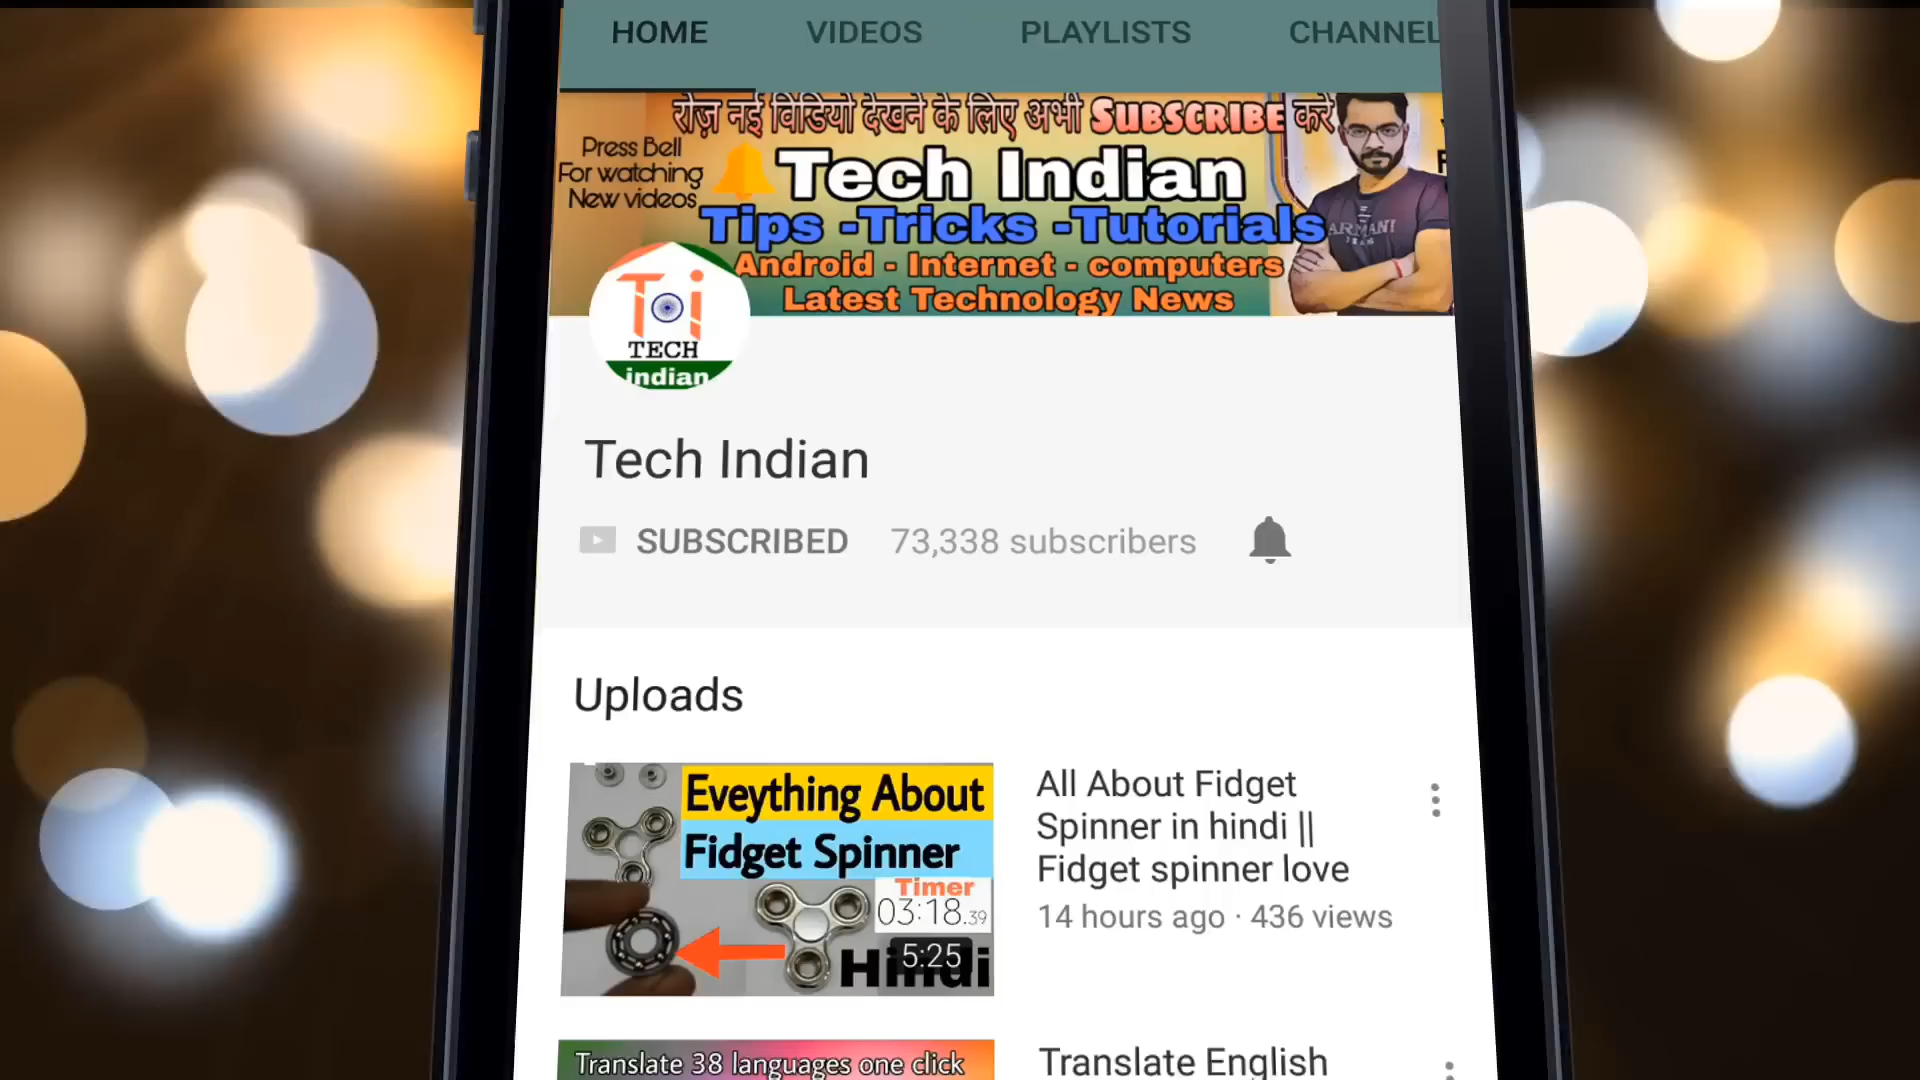 HOME VIDEOS PLAYLISTS CHANNEL
रोज़ नई विडियो देखने के लिए अभी SUBSCRIBE करे
Press Bell
For watching
New videos
Tech Indian
Tips -Tricks -Tutorials
Android - Internet - computers
Latest Technology News
ARMANI
Ti
TECH
indian
Tech Indian
SUBSCRIBED 73,338 subscribers
Uploads
Eveything About
Fidget Spinner
Timer
03:18.39
5:25
Hindi
All About Fidget
Spinner in hindi ||
Fidget spinner love
14 hours ago · 436 views
Translate 38 languages one click
Translate English